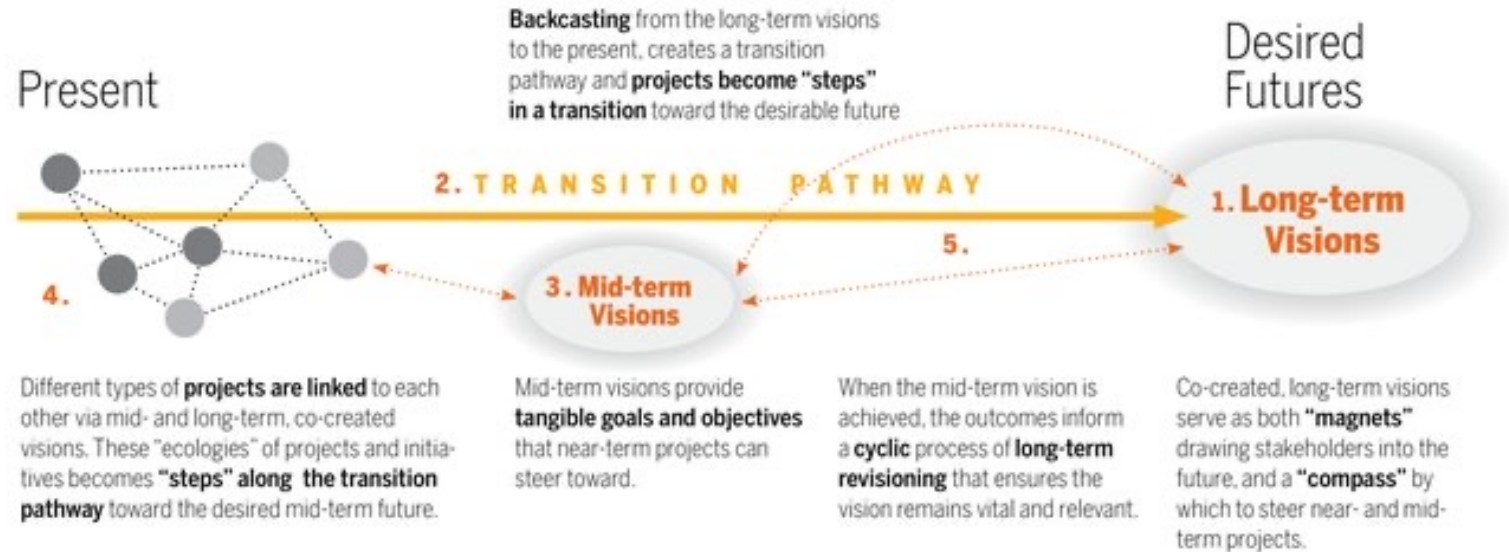 Backcasting from the long-term visions
to the present, creates a transition
pathway and projects become “steps”
in a transition toward the desirable future
Present
Desired
Futures
2. TRANSITION PATHWAY
1. Long-term
Visions
5.
3. Mid-term
Visions
4.
Different types of projects are linked to each
other via mid- and long-term, co-created
visions. These “ecologies” of projects and initia-
tives becomes “steps” along the transition
pathway toward the desired mid-term future.
Mid-term visions provide
tangible goals and objectives
that near-term projects can
steer toward.
When the mid-term vision is
achieved, the outcomes inform
a cyclic process of long-term
revisioning that ensures the
vision remains vital and relevant.
Co-created, long-term visions
serve as both “magnets”
drawing stakeholders into the
future, and a “compass” by
which to steer near- and mid-
term projects.